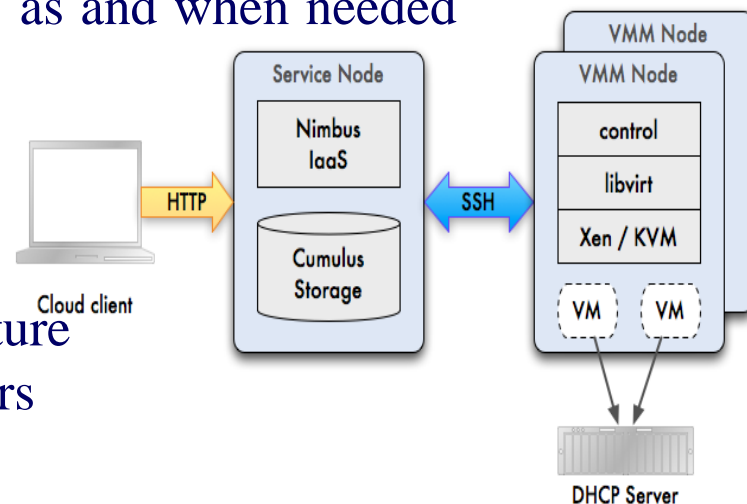 as and when needed
VMM Node
Service Node
VMM Node
Nimbus
IaaS
control
libvirt
HTTP
SSH
Xen / KVM
Cumulus
Storage
Cloud client
VM
VM
ture
rs
DHCP Server